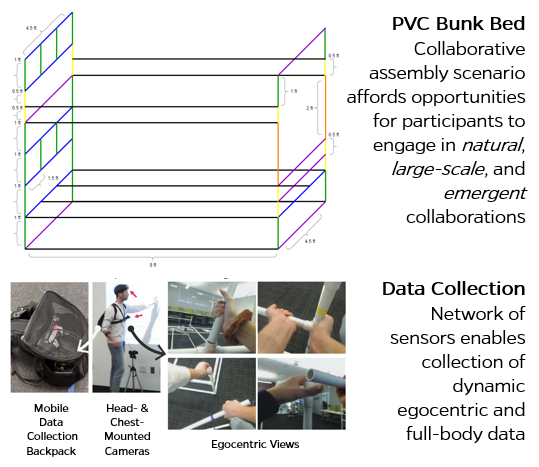 PVC Bunk Bed
Collaborative
assembly scenario
affords opportunities
for participants to
engage in natural,
large-scale, and
emergent
collaborations
4.5 ft
1 ft
0.5 ft
0.5 ft
1 ft
1 ft
1 ft
1 ft
1.5 ft
0.5 ft
1 ft
2 ft
0.5 ft
4.5 ft
Data Collection
Network of
sensors enables
collection of
dynamic
egocentric and
full-body data
Mobile
Data
Collection
Backpack
Head- &
Chest-
Mounted
Cameras
Egocentric Views